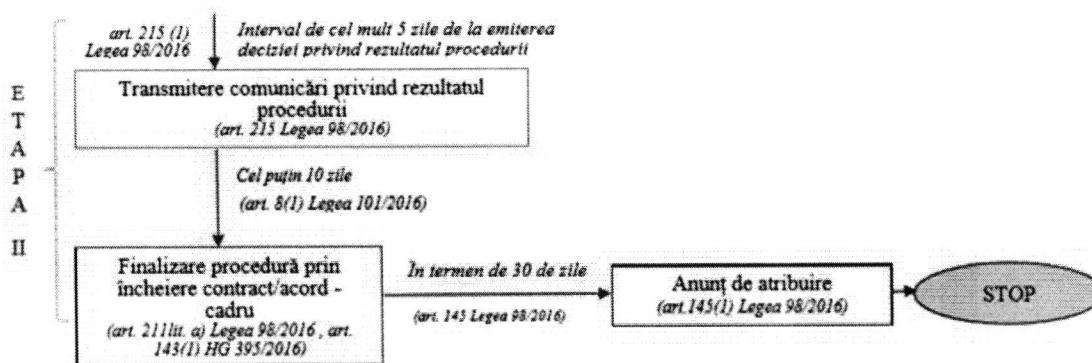 art. 215 (1)
Legea 98/2016
Interval de cel mult 5 zile de la emiterea
deciziei privind rezultatul procedurii
E
T
A
P
A
II
Transmitere comunicări privind rezultatul
procedurii
(art. 215 Legea 98/2016)
Cel puțin 10 zile
(art. 8(1) Legea 101/2016)
Finalizare procedură prin
încheiere contract/acord -
cadru
(art. 211lit. a) Legea 98/2016 , art.
143(1) HG 395/2016)
În termen de 30 de zile
(art. 145 Legea 98/2016)
Anunț de atribuire
(art.145(1) Legea 98/2016)
STOP